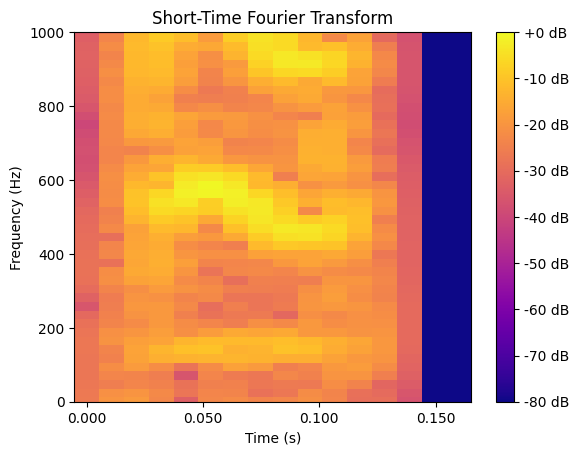 Short-Time Fourier Transform
1000
800
600
400
200
0
Frequency (Hz)
0.000
0.050
0.100
0.150
Time (s)
+0 dB
-10 dB
-20 dB
-30 dB
-40 dB
-50 dB
-60 dB
-70 dB
-80 dB